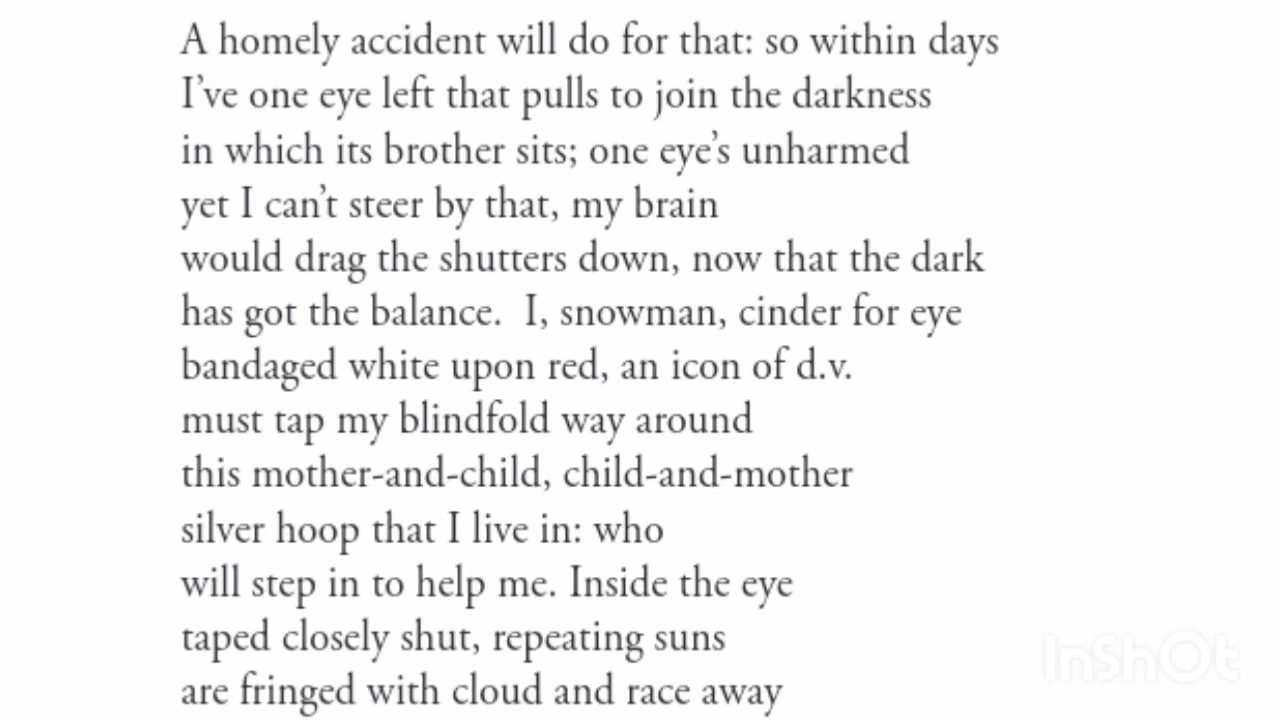 A homely accident will do for that: so within days
I’ve one eye left that pulls to join the darkness
in which its brother sits; one eye’s unharmed
yet I can’t steer by that, my brain
would drag the shutters down, now that the dark
has got the balance.  I, snowman, cinder for eye
bandaged white upon red, an icon of d.v.
must tap my blindfold way around
this mother-and-child, child-and-mother
silver hoop that I live in: who
will step in to help me. Inside the eye
taped closely shut, repeating suns
are fringed with cloud and race away
InShOt